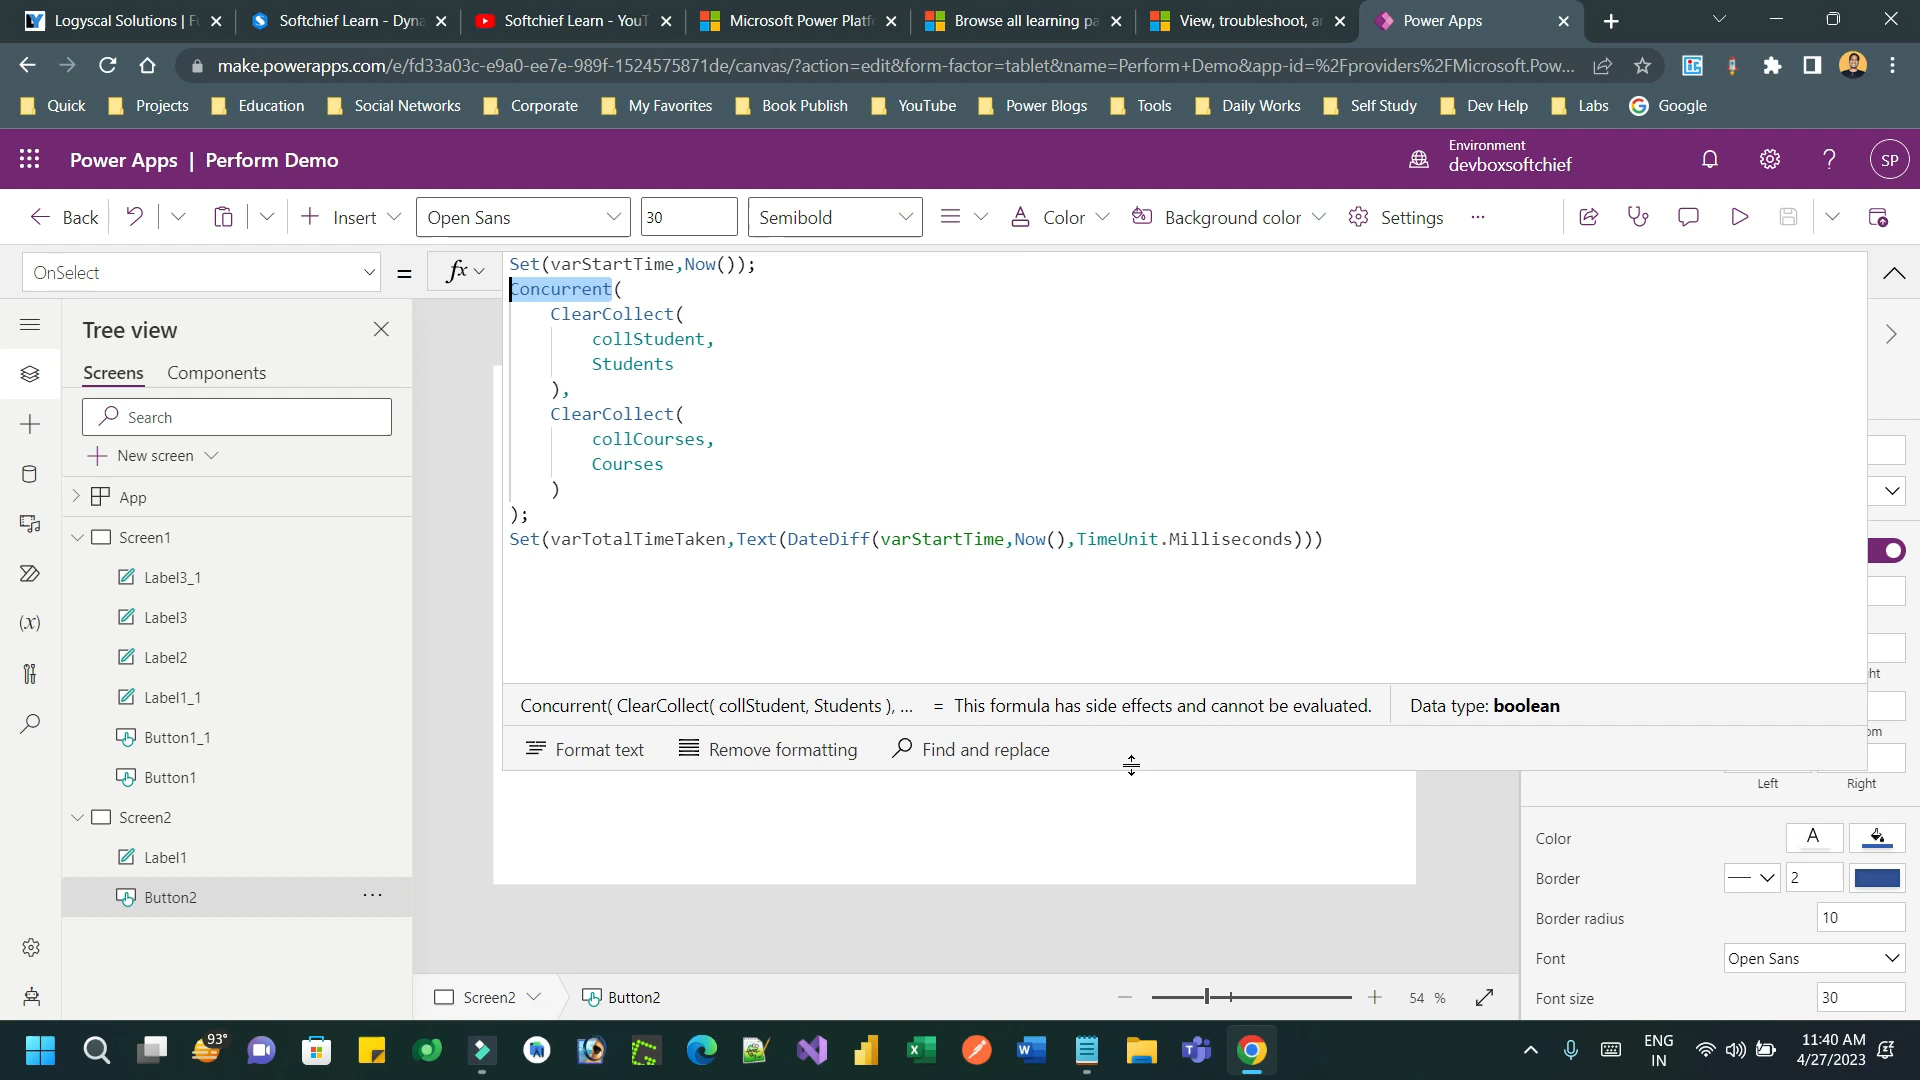 Logyscal Solutions | F
Softchief Learn - Dyna
Softchief Learn - YouT
Microsoft Power Platfo
Browse all learning pa
View, troubleshoot, a
Power Apps
make.powerapps.com/e/fd33a03c-e9a0-ee7e-989f-1524575871de/canvas/?action=edit&form-factor=tablet&name=Perform+Demo&app-id=%2Fproviders%2FMicrosoft.Pow...
Quick
Projects
Education
Social Networks
Corporate
My Favorites
Book Publish
YouTube
Power Blogs
Tools
Daily Works
Self Study
Dev Help
Labs
Google
Power Apps | Perform Demo
Environment
devboxsoftchief
SP
Back
Insert
Open Sans
30
Semibold
Color
Background color
Settings
OnSelect
= fx
Set(varStartTime,Now());
Concurrent(
ClearCollect(
collStudent,
Students
),
ClearCollect(
collCourses,
Courses
)
);
Set(varTotalTimeTaken,Text(DateDiff(varStartTime,Now(),TimeUnit.Milliseconds)))
Concurrent( ClearCollect( collStudent, Students ), ... = This formula has side effects and cannot be evaluated.
Data type: boolean
Format text
Remove formatting
Find and replace
Tree view
Screens
Components
Search
New screen
App
Screen1
Label3_1
Label3
Label2
Label1_1
Button1_1
Button1
Screen2
Label1
Button2
(x)
ht
om
Left
Right
Color
A
Border
2
Border radius
10
Font
Open Sans
Font size
30
Screen2
Button2
54 %
93°
ENG
IN
11:40 AM
4/27/2023